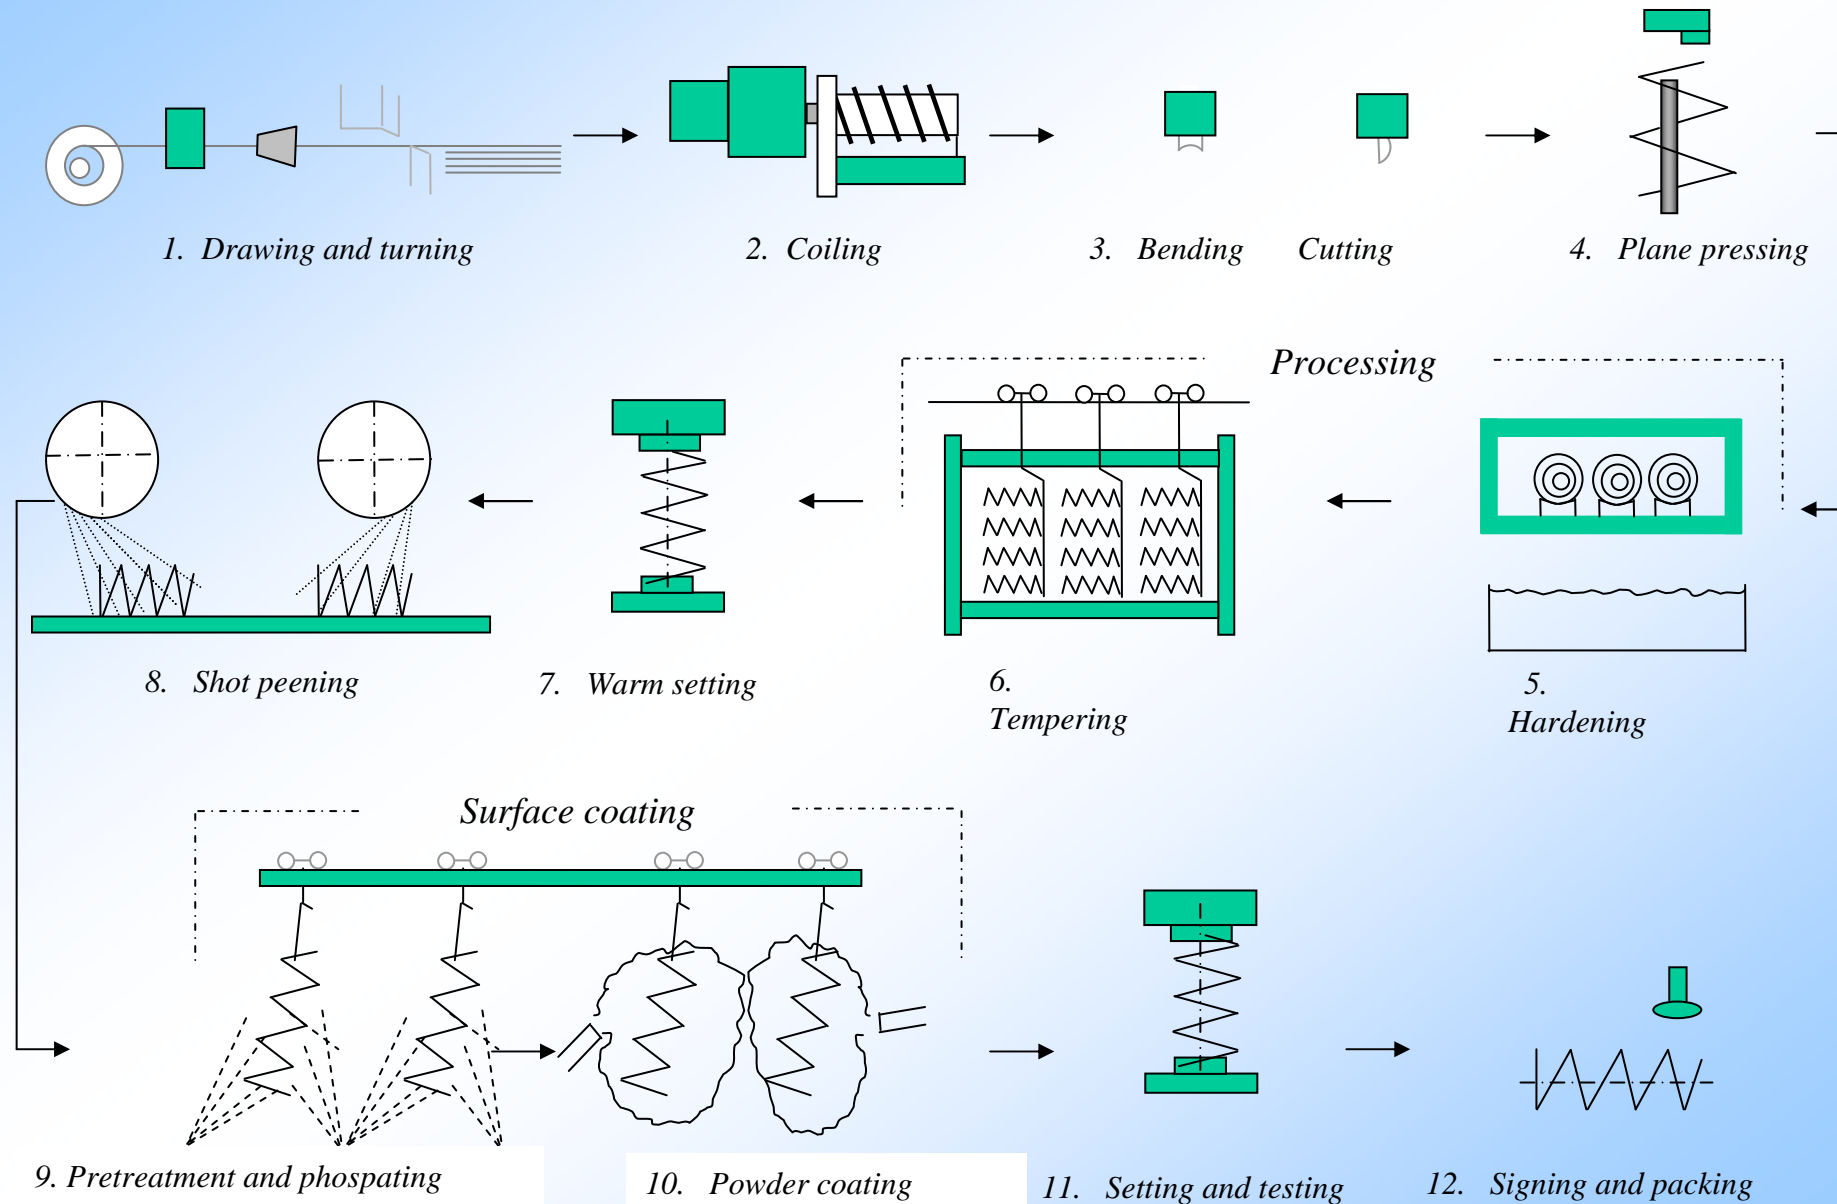 1. Drawing and turning
2. Coiling
3. Bending Cutting
4. Plane pressing
Processing
8. Shot peening
7. Warm setting
6.
Tempering
5.
Hardening
Surface coating
9. Pretreatment and phospating
10. Powder coating
11. Setting and testing
12. Signing and packing